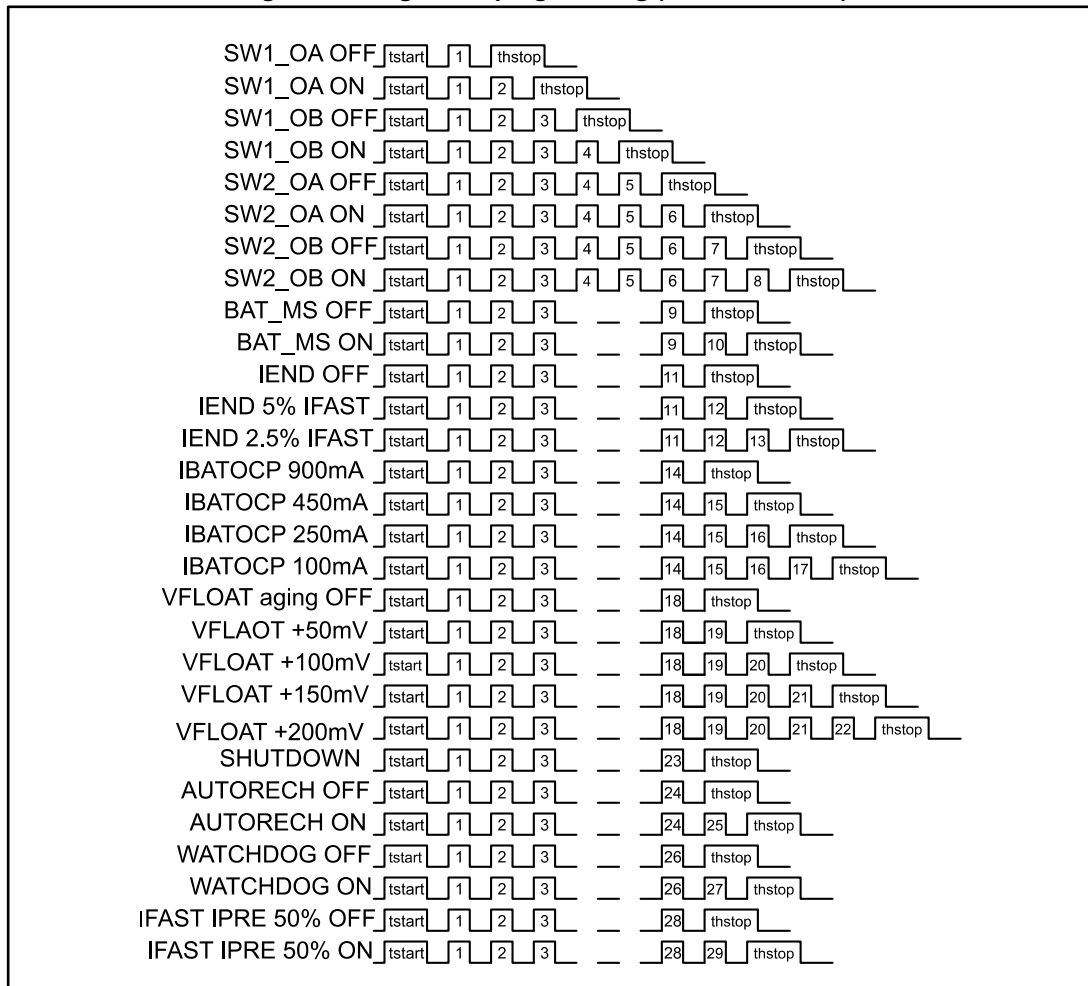 SW1_OA OFF tstart 1 thstop
SW1_OA ON tstart 1 2 thstop
SW1_OB OFF tstart 1 2 3 thstop
SW1_OB ON tstart 1 2 3 4 thstop
SW2_OA OFF tstart 1 2 3 4 5 thstop
SW2_OA ON tstart 1 2 3 4 5 6 thstop
SW2_OB OFF tstart 1 2 3 4 5 6 7 thstop
SW2_OB ON tstart 1 2 3 4 5 6 7 8 thstop
BAT_MS OFF tstart 1 2 3 9 thstop
BAT_MS ON tstart 1 2 3 9 10 thstop
IEND OFF tstart 1 2 3 11 thstop
IEND 5% IFAST tstart 1 2 3 11 12 thstop
IEND 2.5% IFAST tstart 1 2 3 11 12 13 thstop
IBATOCP 900mA tstart 1 2 3 14 thstop
IBATOCP 450mA tstart 1 2 3 14 15 thstop
IBATOCP 250mA tstart 1 2 3 14 15 16 thstop
IBATOCP 100mA tstart 1 2 3 14 15 16 17 thstop
VFLOAT aging OFF tstart 1 2 3 18 thstop
VFLAOT +50mV tstart 1 2 3 18 19 thstop
VFLOAT +100mV tstart 1 2 3 18 19 20 thstop
VFLOAT +150mV tstart 1 2 3 18 19 20 21 thstop
VFLOAT +200mV tstart 1 2 3 18 19 20 21 22 thstop
SHUTDOWN tstart 1 2 3 23 thstop
AUTORECH OFF tstart 1 2 3 24 thstop
AUTORECH ON tstart 1 2 3 24 25 thstop
WATCHDOG OFF tstart 1 2 3 26 thstop
WATCHDOG ON tstart 1 2 3 26 27 thstop
IFAST IPRE 50% OFF tstart 1 2 3 28 thstop
IFAST IPRE 50% ON tstart 1 2 3 28 29 thstop